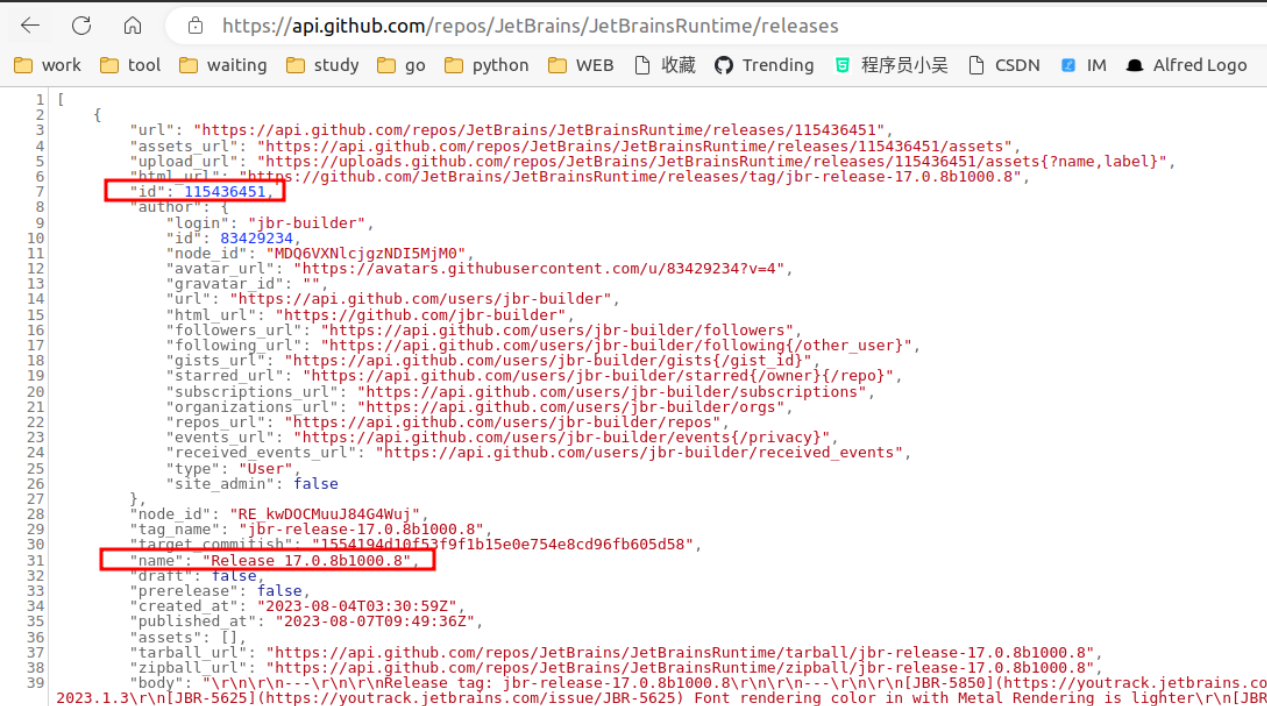 https://api.github.com/repos/JetBrains/JetBrainsRuntime/releases
work tool waiting study go python WEB 收藏 Trending 程序员小吴 CSDN IM Alfred Logo
1 [
2 {
3 "url": "https://api.github.com/repos/JetBrains/JetBrainsRuntime/releases/115436451",
4 "assets_url": "https://api.github.com/repos/JetBrains/JetBrainsRuntime/releases/115436451/assets",
5 "upload_url": "https://uploads.github.com/repos/JetBrains/JetBrainsRuntime/releases/115436451/assets{?name,label}",
6 "html_url": "https://github.com/JetBrains/JetBrainsRuntime/releases/tag/jbr-release-17.0.8b1000.8",
7 "id": 115436451,
8 "author": {
9 "login": "jbr-builder",
10 "id": 83429234,
11 "node_id": "MDQ6VXNlcjgzNDI5MjM0",
12 "avatar_url": "https://avatars.githubusercontent.com/u/83429234?v=4",
13 "gravatar_id": "",
14 "url": "https://api.github.com/users/jbr-builder",
15 "html_url": "https://github.com/jbr-builder",
16 "followers_url": "https://api.github.com/users/jbr-builder/followers",
17 "following_url": "https://api.github.com/users/jbr-builder/following{/other_user}",
18 "gists_url": "https://api.github.com/users/jbr-builder/gists{/gist_id}",
19 "starred_url": "https://api.github.com/users/jbr-builder/starred{/owner}{/repo}",
20 "subscriptions_url": "https://api.github.com/users/jbr-builder/subscriptions",
21 "organizations_url": "https://api.github.com/users/jbr-builder/orgs",
22 "repos_url": "https://api.github.com/users/jbr-builder/repos",
23 "events_url": "https://api.github.com/users/jbr-builder/events{/privacy}",
24 "received_events_url": "https://api.github.com/users/jbr-builder/received_events",
25 "type": "User",
26 "site_admin": false
27 },
28 "node_id": "RE_kwDOCMuuJ84G4Wuj",
29 "tag_name": "jbr-release-17.0.8b1000.8",
30 "target_commitish": "1554194d10f53f9f1b15e0e754e8cd96fb605d58",
31 "name": "Release 17.0.8b1000.8",
32 "draft": false,
33 "prerelease": false,
34 "created_at": "2023-08-04T03:30:59Z",
35 "published_at": "2023-08-07T09:49:36Z",
36 "assets": [],
37 "tarball_url": "https://api.github.com/repos/JetBrains/JetBrainsRuntime/tarball/jbr-release-17.0.8b1000.8",
38 "zipball_url": "https://api.github.com/repos/JetBrains/JetBrainsRuntime/zipball/jbr-release-17.0.8b1000.8",
39 "body": "\r\n\r\n---\r\n\r\nRelease tag: jbr-release-17.0.8b1000.8\r\n\r\n---\r\n\r\n[JBR-5850](https://youtrack.jetbrains.co
2023.1.3\r\n[JBR-5625](https://youtrack.jetbrains.com/issue/JBR-5625) Font rendering color in with Metal Rendering is lighter\r\n[JBR